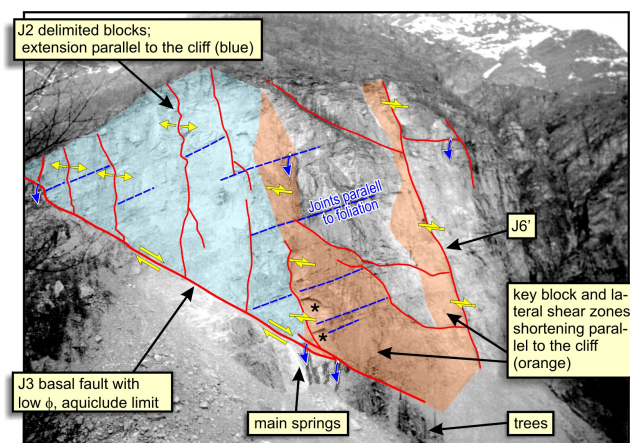 J2 delimited blocks;
extension parallel to the cliff (blue)
Joints paralell
to foliation
J6’
key block and la-
teral shear zones
shortening paral-
lel to the cliff
(orange)
J3 basal fault with
low ϕ, aquiclude limit
main springs
trees
*
*